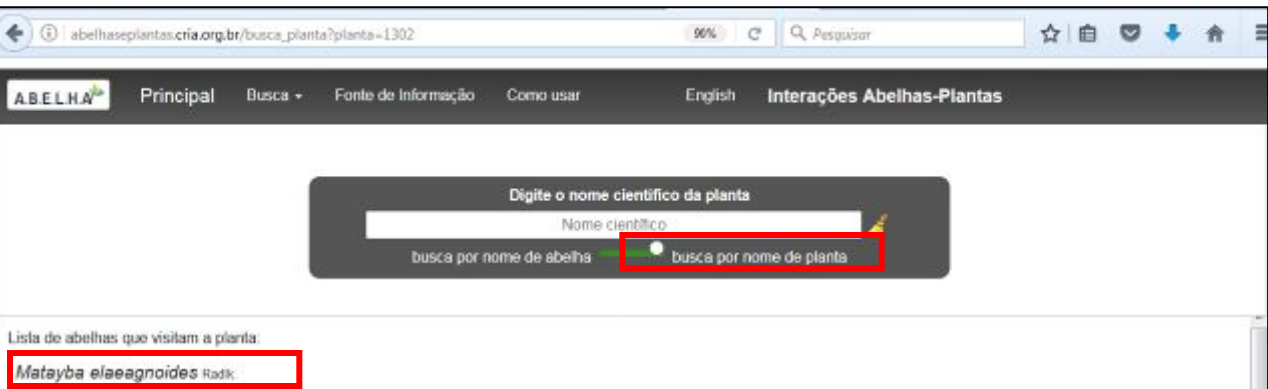 abelhaseplantas.cria.org.br/busca_planta?planta=1302 90% Pesquisar
A.B.E.L.H.A Principal Busca Fonte de Informação Como usar English Interações Abelhas-Plantas
Digite o nome científico da planta
Nome científico
busca por nome de abelha busca por nome de planta
Lista de abelhas que visitam a planta:
Matayba elaeagnoides Radlk.